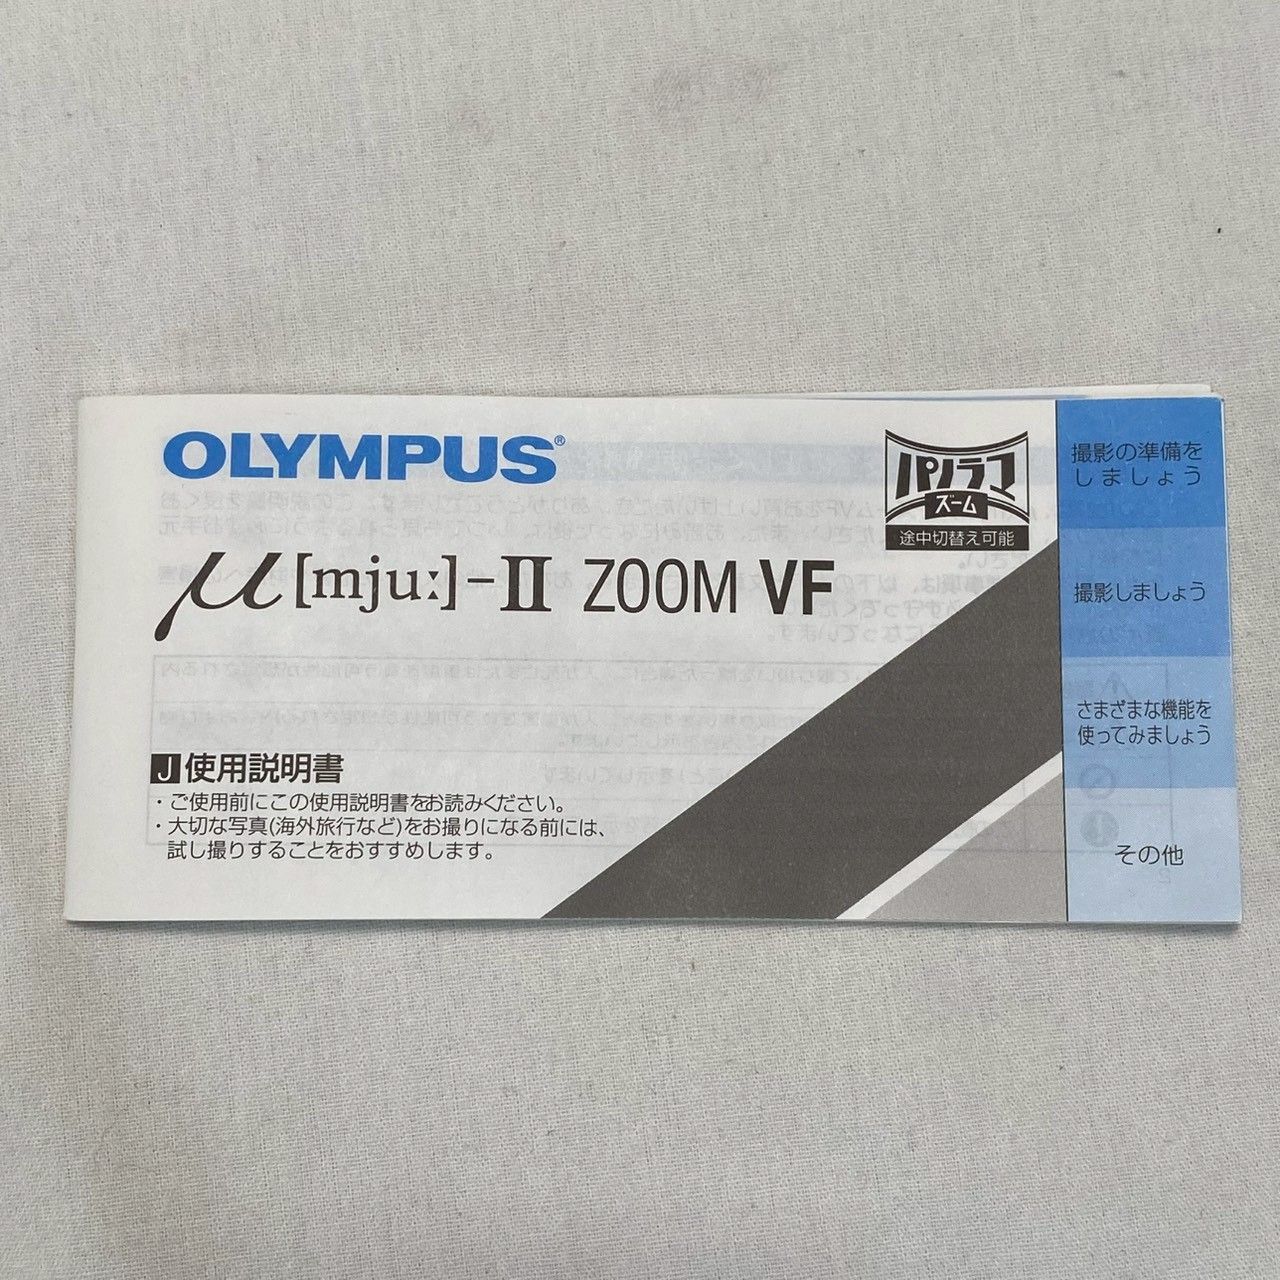 OLYMPUS®
μ[mju:]-II ZOOM VF
パノラマ
ズーム
途中切替え可能
J 使用説明書
・ご使用前にこの使用説明書をお読みください。
・大切な写真(海外旅行など)をお撮りになる前には、
試し撮りすることをおすすめします。
撮影の準備を
しましょう
撮影しましょう
さまざまな機能を
使ってみましょう
その他